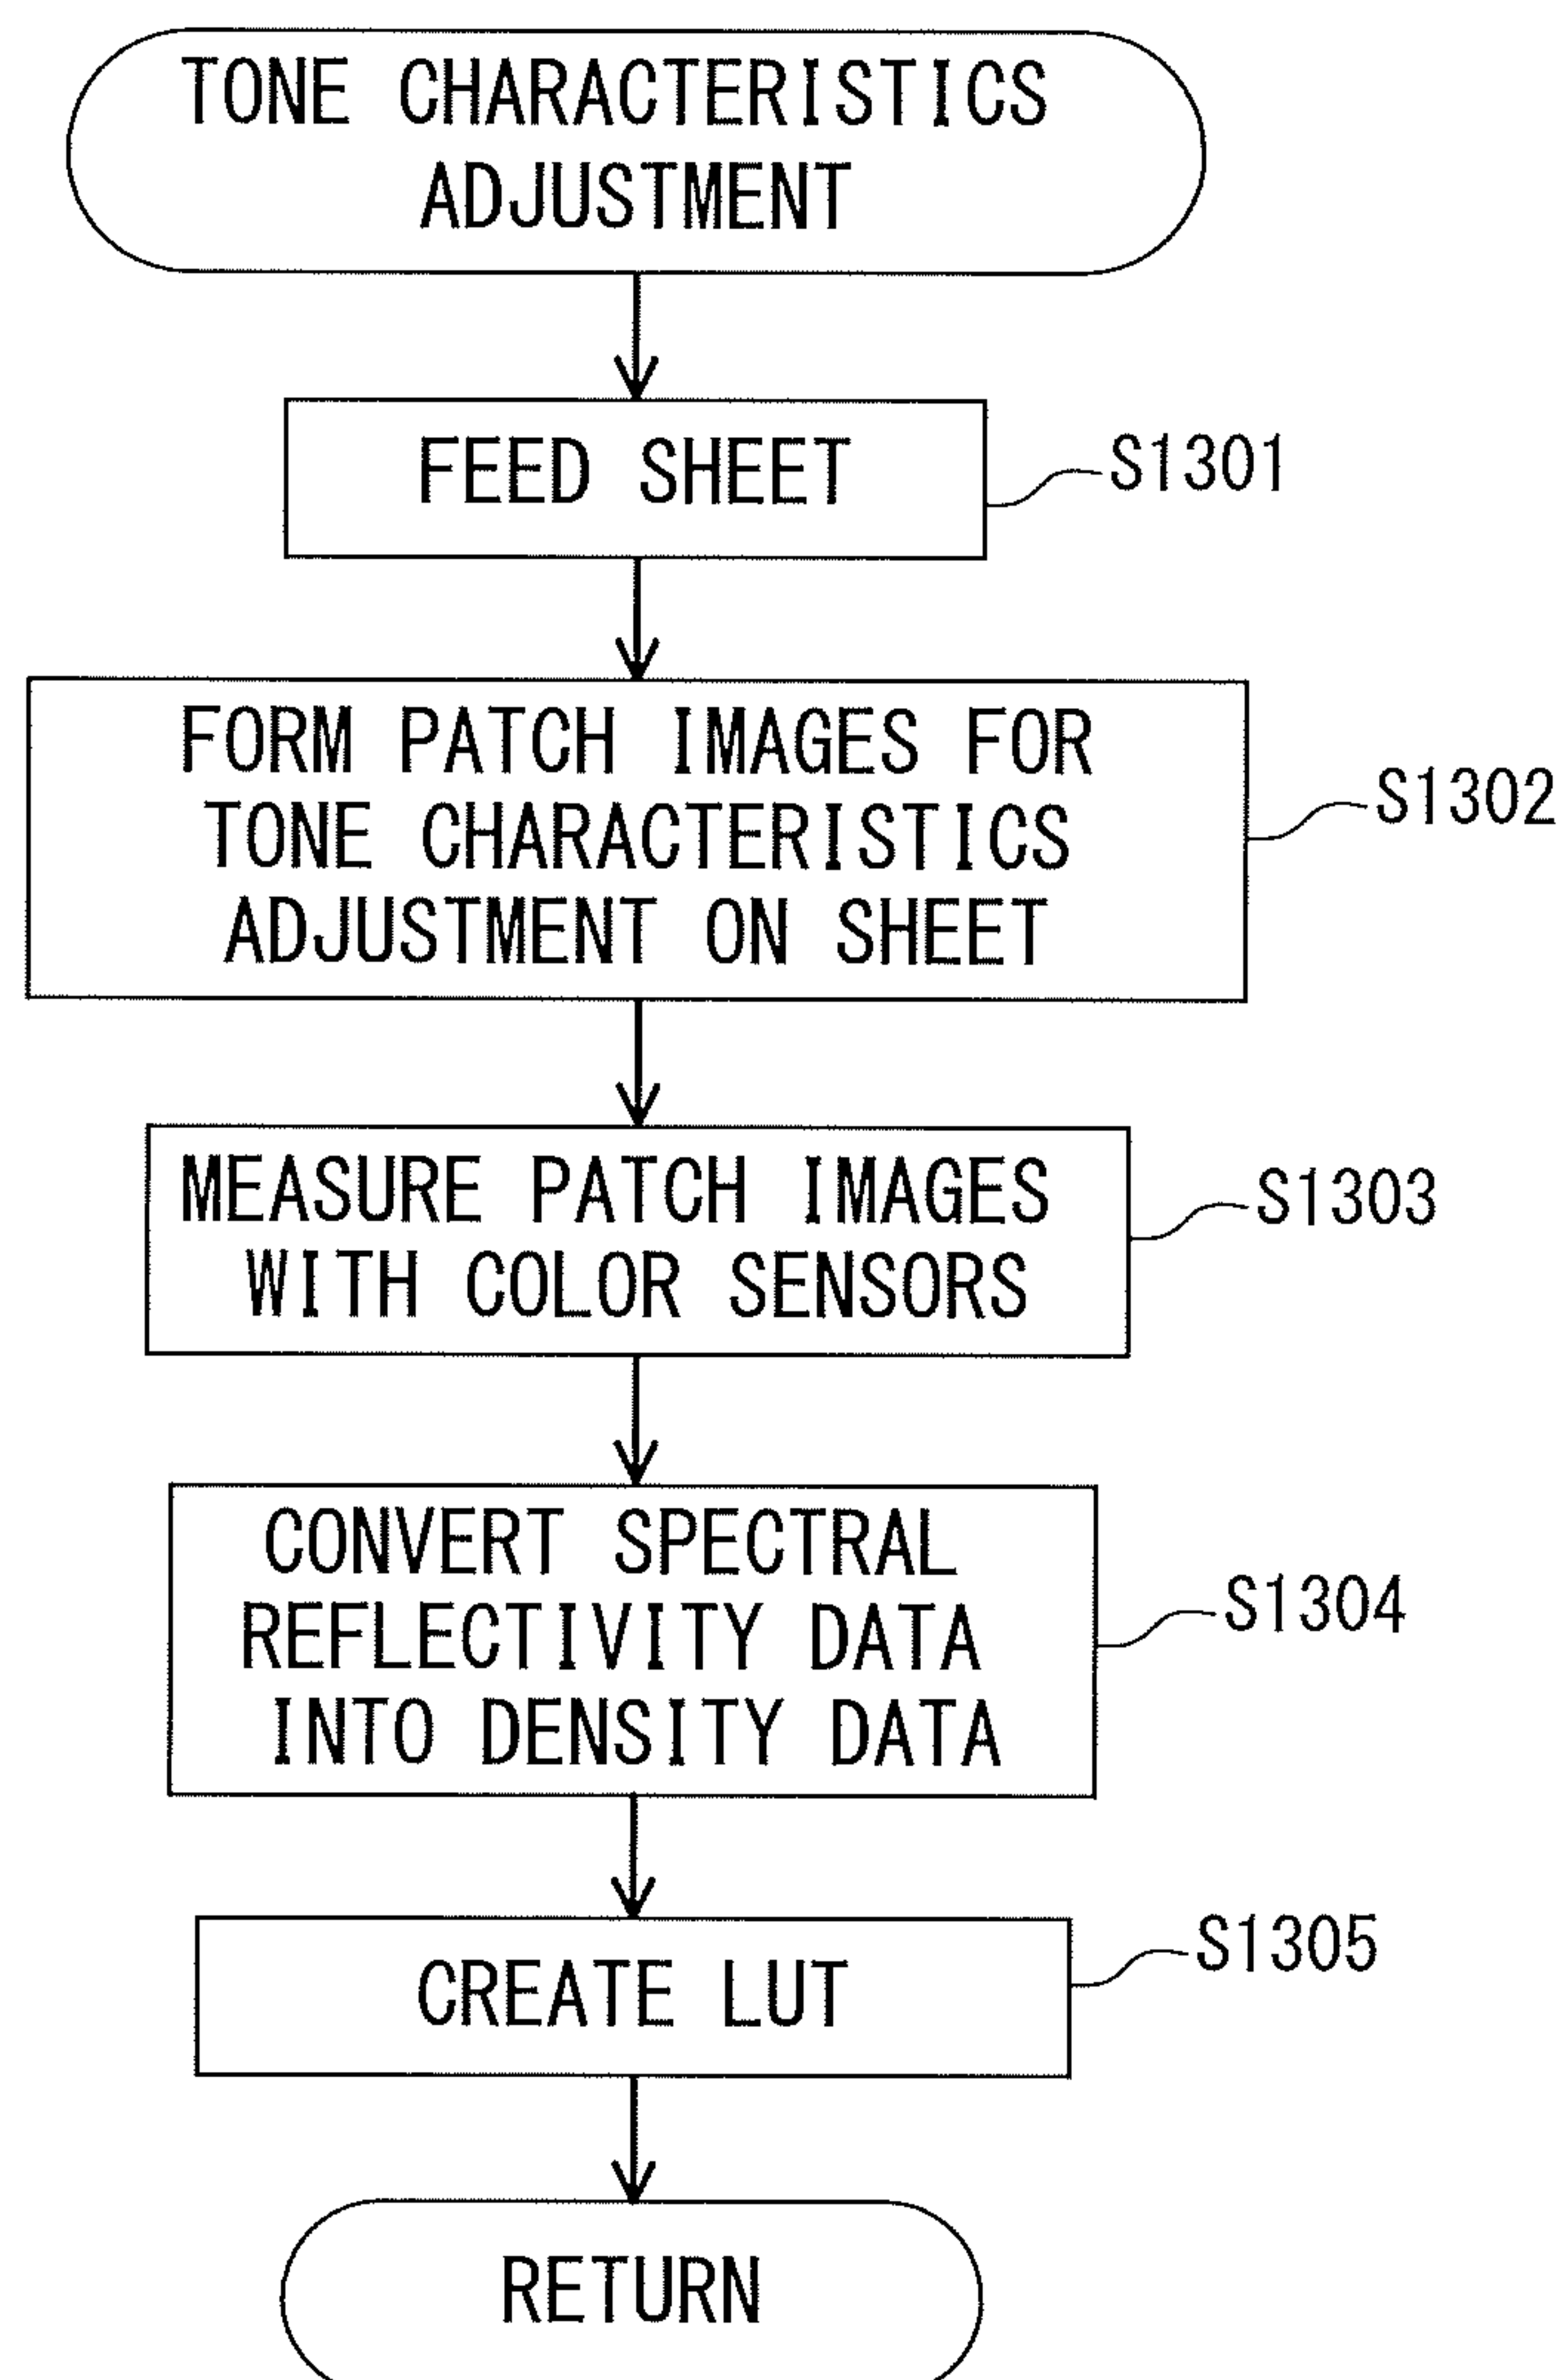 TONE CHARACTERISTICS
ADJUSTMENT
FEED SHEET
S1301
FORM PATCH IMAGES FOR
TONE CHARACTERISTICS
ADJUSTMENT ON SHEET
S1302
MEASURE PATCH IMAGES
WITH COLOR SENSORS
S1303
CONVERT SPECTRAL
REFLECTIVITY DATA
INTO DENSITY DATA
S1304
CREATE LUT
S1305
RETURN